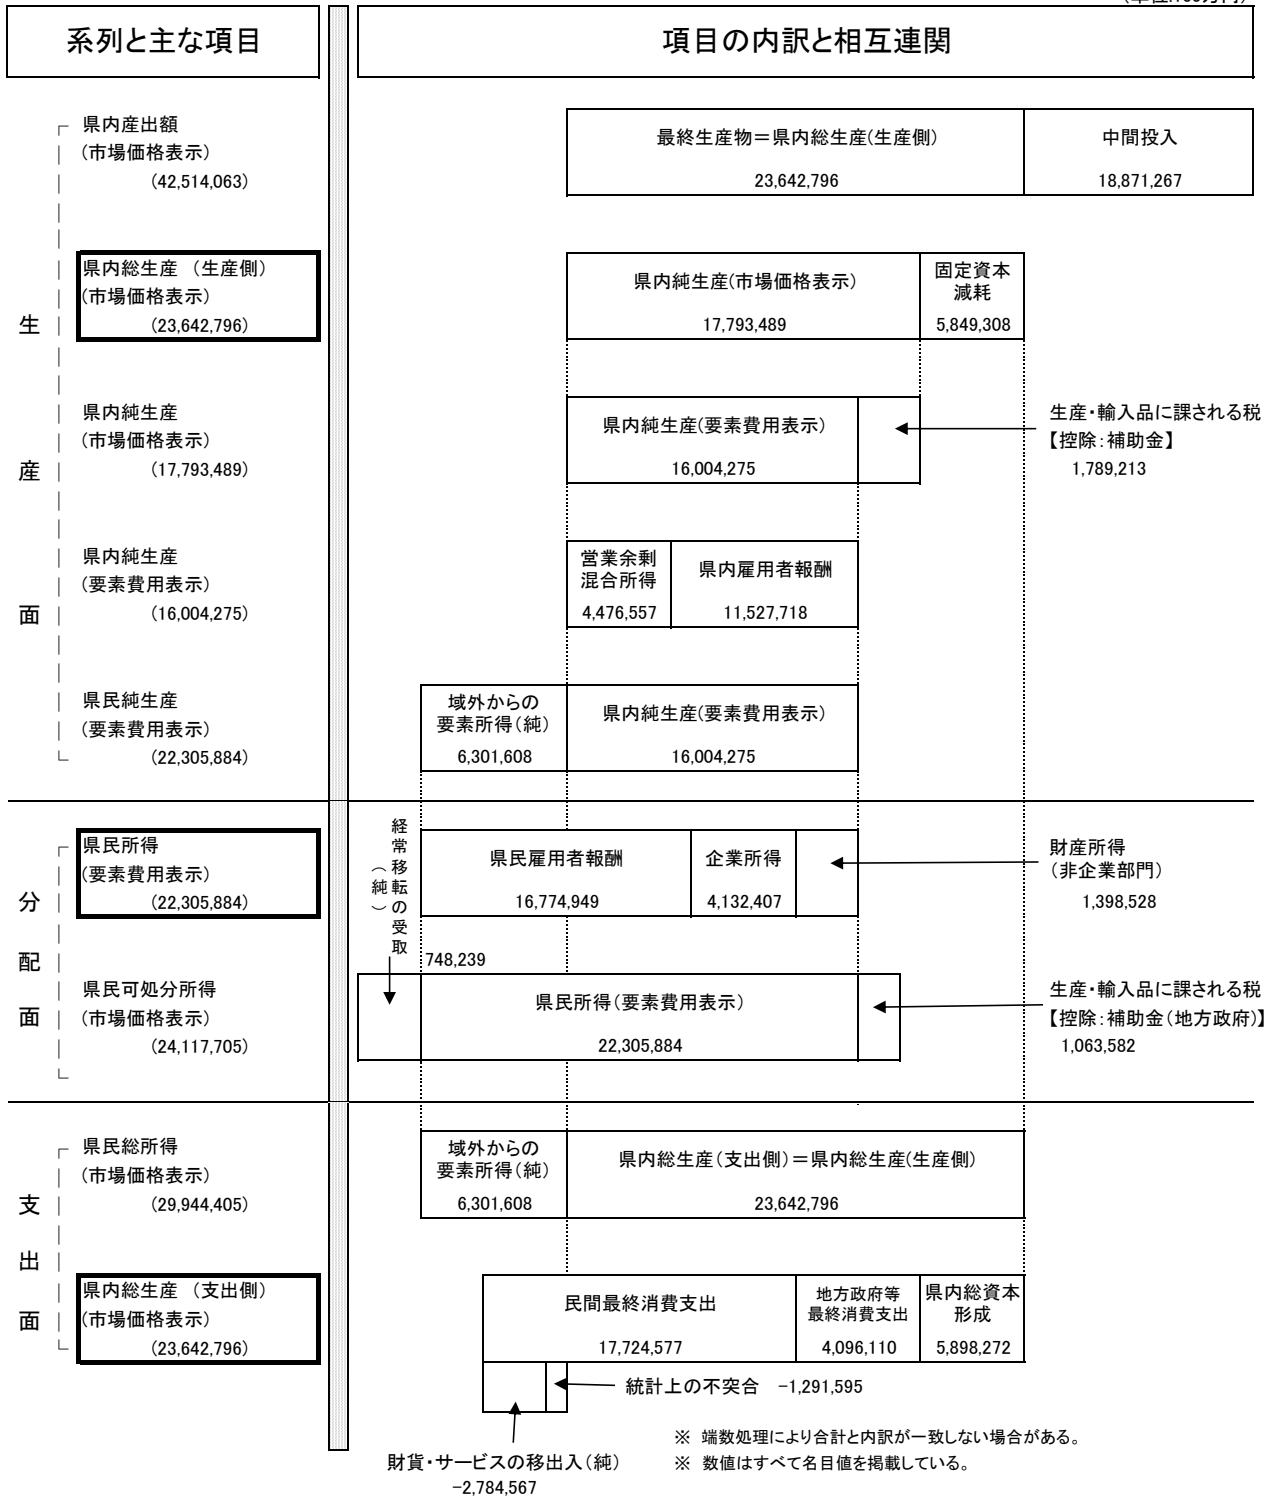 系列と主な項目
項目の内訳と相互連関
生産面
県内産出額
(市場価格表示)
(42,514,063)
最終生産物＝県内総生産(生産側)
23,642,796
中間投入
18,871,267
県内総生産 （生産側）
(市場価格表示)
(23,642,796)
県内純生産(市場価格表示)
17,793,489
固定資本
減耗
5,849,308
県内純生産
(市場価格表示)
(17,793,489)
県内純生産(要素費用表示)
16,004,275
生産・輸入品に課される税
【控除：補助金】
1,789,213
県内純生産
(要素費用表示)
(16,004,275)
営業余剰
混合所得
4,476,557
県内雇用者報酬
11,527,718
県民純生産
(要素費用表示)
(22,305,884)
域外からの
要素所得（純）
6,301,608
県内純生産(要素費用表示)
16,004,275
分配面
県民所得
(要素費用表示)
(22,305,884)
経常移転の受取
（純）
県民雇用者報酬
16,774,949
企業所得
4,132,407
財産所得
（非企業部門）
1,398,528
748,239
県民可処分所得
(市場価格表示)
(24,117,705)
県民所得（要素費用表示）
22,305,884
生産・輸入品に課される税
【控除：補助金（地方政府）】
1,063,582
支出面
県民総所得
(市場価格表示)
(29,944,405)
域外からの
要素所得（純）
6,301,608
県内総生産（支出側）＝県内総生産(生産側)
23,642,796
県内総生産 （支出側）
(市場価格表示)
(23,642,796)
民間最終消費支出
17,724,577
地方政府等
最終消費支出
4,096,110
県内総資本
形成
5,898,272
統計上の不突合 −1,291,595
財貨・サービスの移出入（純）
−2,784,567
※ 端数処理により合計と内訳が一致しない場合がある。
※ 数値はすべて名目値を掲載している。